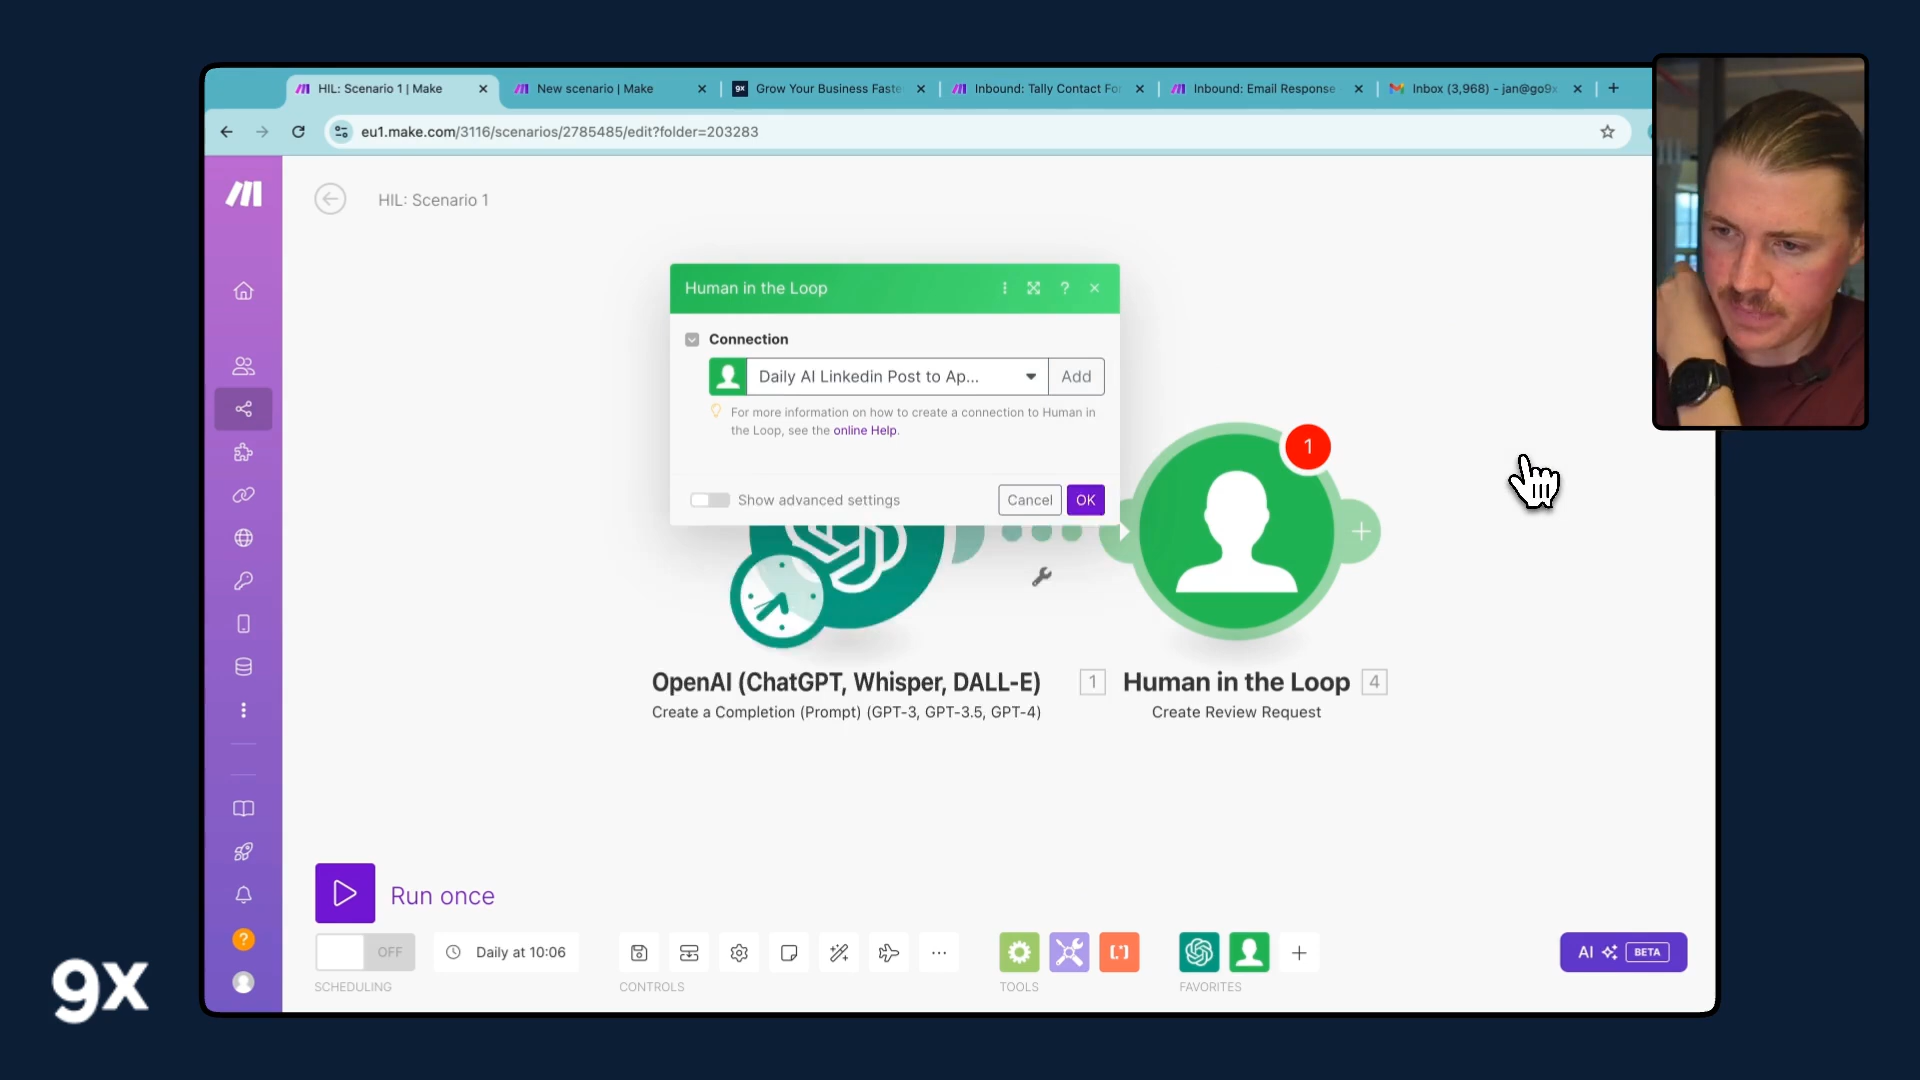 HIL: Scenario 1 | Make
New scenario | Make
9x
Grow Your Business Faste
Inbound: Tally Contact For
Inbound: Email Response
Inbox (3,968) - jan@go9x
eu1.make.com/3116/scenarios/2785485/edit?folder=203283
HIL: Scenario 1
Human in the Loop
?
Connection
Daily AI Linkedin Post to Ap...
Add
For more information on how to create a connection to Human in
the Loop, see the online Help.
Show advanced settings
Cancel
OK
1
OpenAI (ChatGPT, Whisper, DALL-E)
1
Create a Completion (Prompt) (GPT-3, GPT-3.5, GPT-4)
Human in the Loop
4
Create Review Request
Run once
OFF
Daily at 10:06
SCHEDULING
CONTROLS
TOOLS
FAVORITES
AI
BETA
?
9x